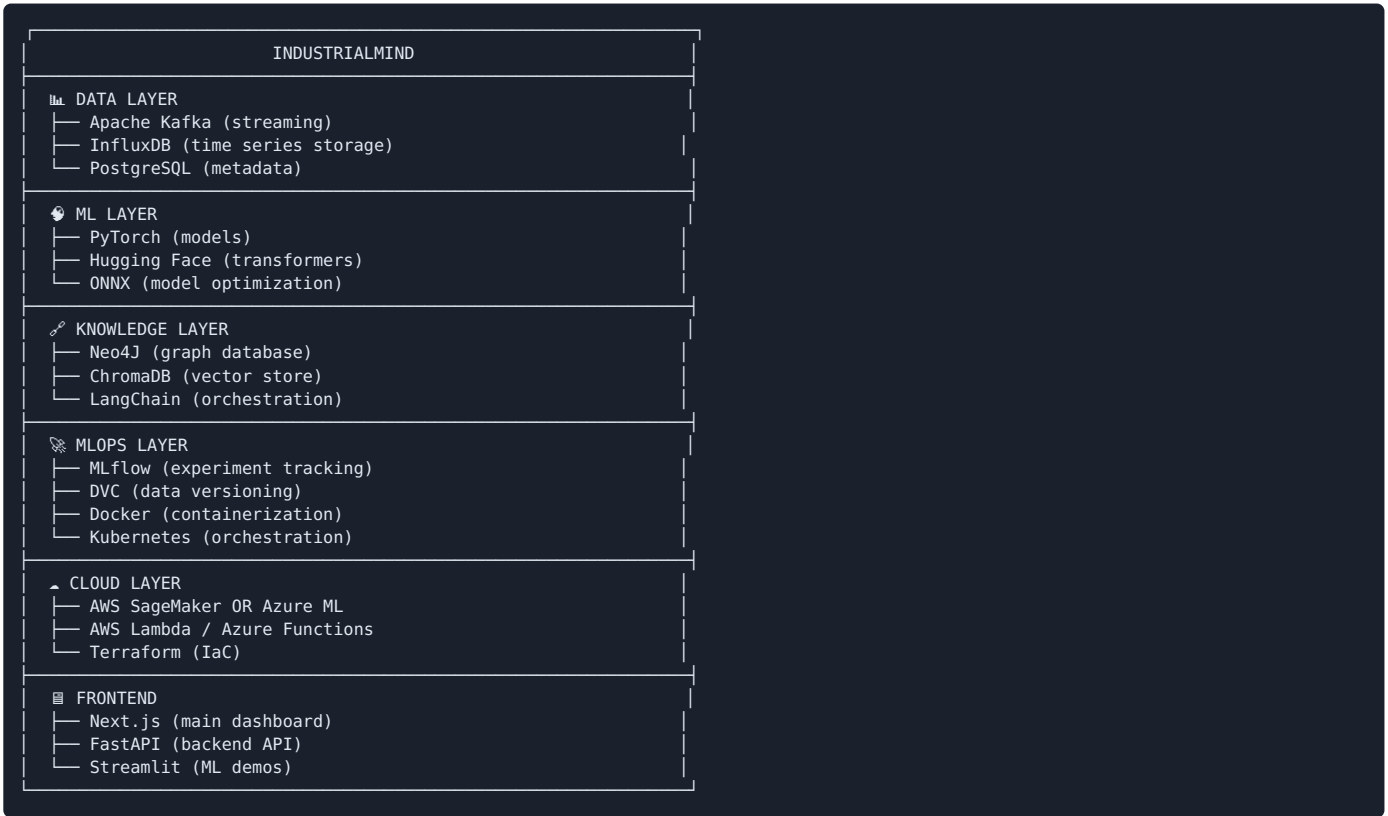 INDUSTRIALMIND
📊 DATA LAYER
├── Apache Kafka (streaming)
├── InfluxDB (time series storage)
└── PostgreSQL (metadata)
🧠 ML LAYER
├── PyTorch (models)
├── Hugging Face (transformers)
└── ONNX (model optimization)
🔗 KNOWLEDGE LAYER
├── Neo4J (graph database)
├── ChromaDB (vector store)
└── LangChain (orchestration)
🚀 MLOPS LAYER
├── MLflow (experiment tracking)
├── DVC (data versioning)
├── Docker (containerization)
└── Kubernetes (orchestration)
☁ CLOUD LAYER
├── AWS SageMaker OR Azure ML
├── AWS Lambda / Azure Functions
└── Terraform (IaC)
🖥 FRONTEND
├── Next.js (main dashboard)
├── FastAPI (backend API)
└── Streamlit (ML demos)